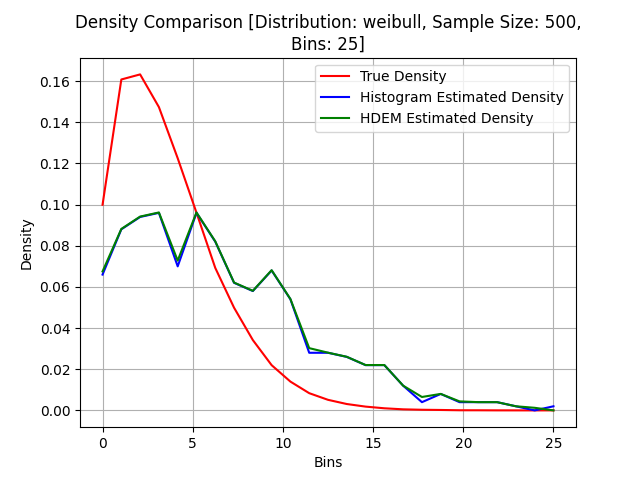 Density Comparison [Distribution: weibull, Sample Size: 500,
Bins: 25]
True Density
Histogram Estimated Density
HDEM Estimated Density
Density
0.16
0.14
0.12
0.10
0.08
0.06
0.04
0.02
0.00
0 5 10 15 20 25
Bins